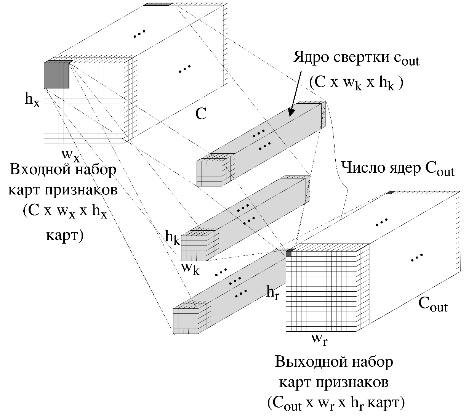 Ядро свертки c_out
(C x w_k x h_k )
h_x
C
w_x
Входной набор
карт признаков
(C x w_x x h_x
карт)
Число ядер C_out
h_k
w_k
h_r
C_out
w_r
Выходной набор
карт признаков
(C_out x w_r x h_r карт)